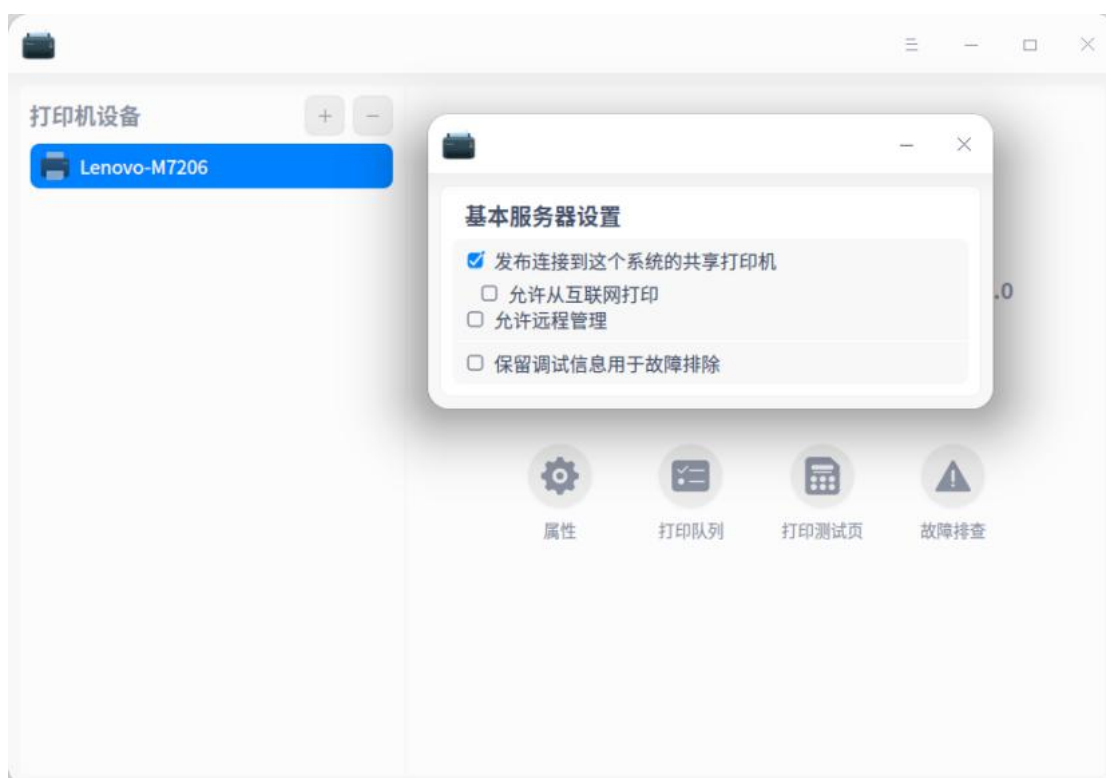 打印机设备
Lenovo-M7206
基本服务器设置
发布连接到这个系统的共享打印机
允许从互联网打印
允许远程管理
保留调试信息用于故障排除
.0
属性
打印队列
打印测试页
故障排查